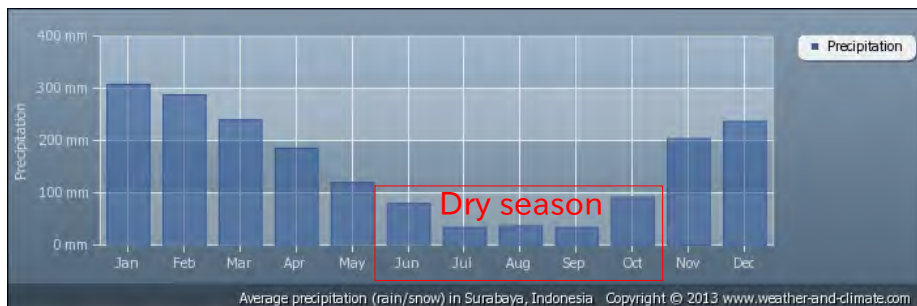 400 mm
Precipitation
300 mm
200 mm
100 mm
0 mm
Precipitation
Dry season
Jan Feb Mar Apr May Jun Jul Aug Sep Oct Nov Dec
Average precipitation (rain/snow) in Surabaya, Indonesia Copyright © 2013 www.weather-and-climate.com